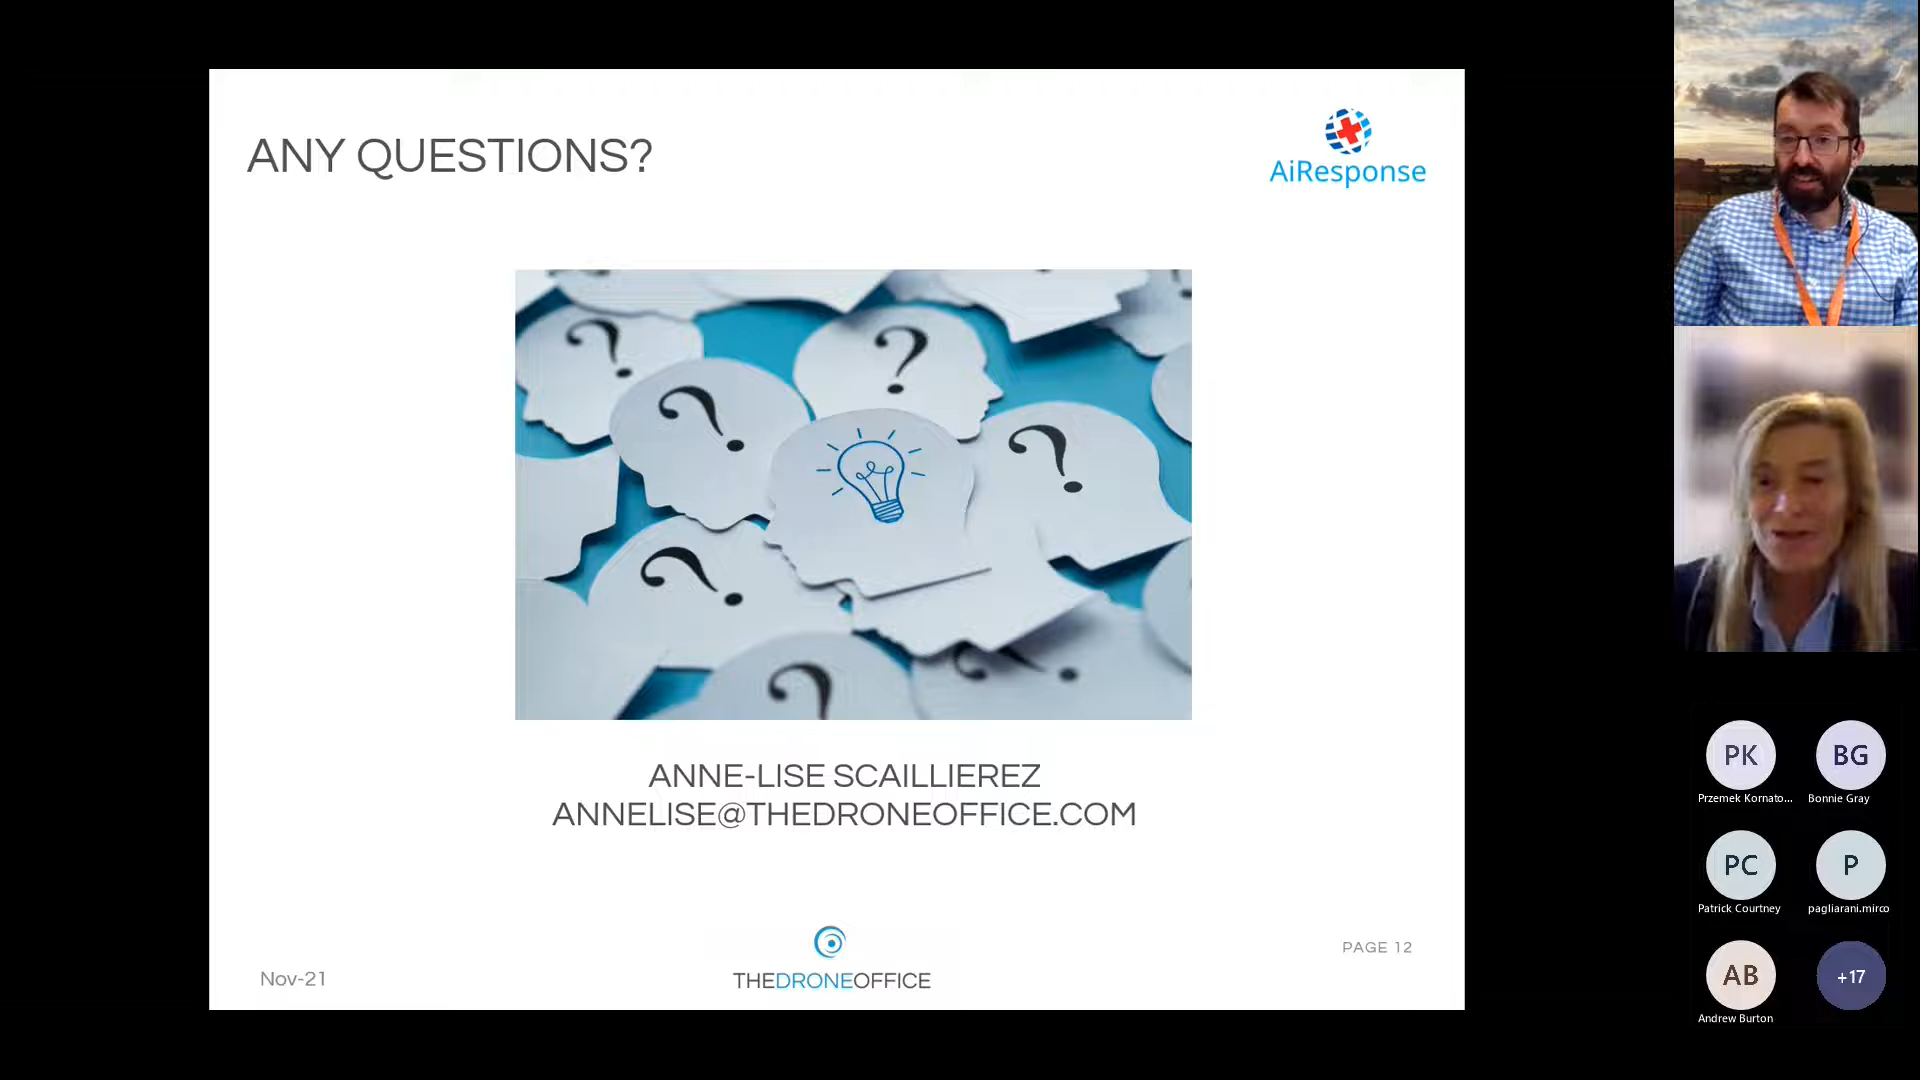 ANY QUESTIONS?
AiResponse
?
?
?
?
?
?
?
ANNE-LISE SCAILLIEREZ
ANNELISE@THEDRONEOFFICE.COM
THEDRONEOFFICE
Nov-21
PAGE 12
PK
BG
Przemek Kornato...
Bonnie Gray
PC
P
Patrick Courtney
pagliarani.mirco
AB
+17
Andrew Burton